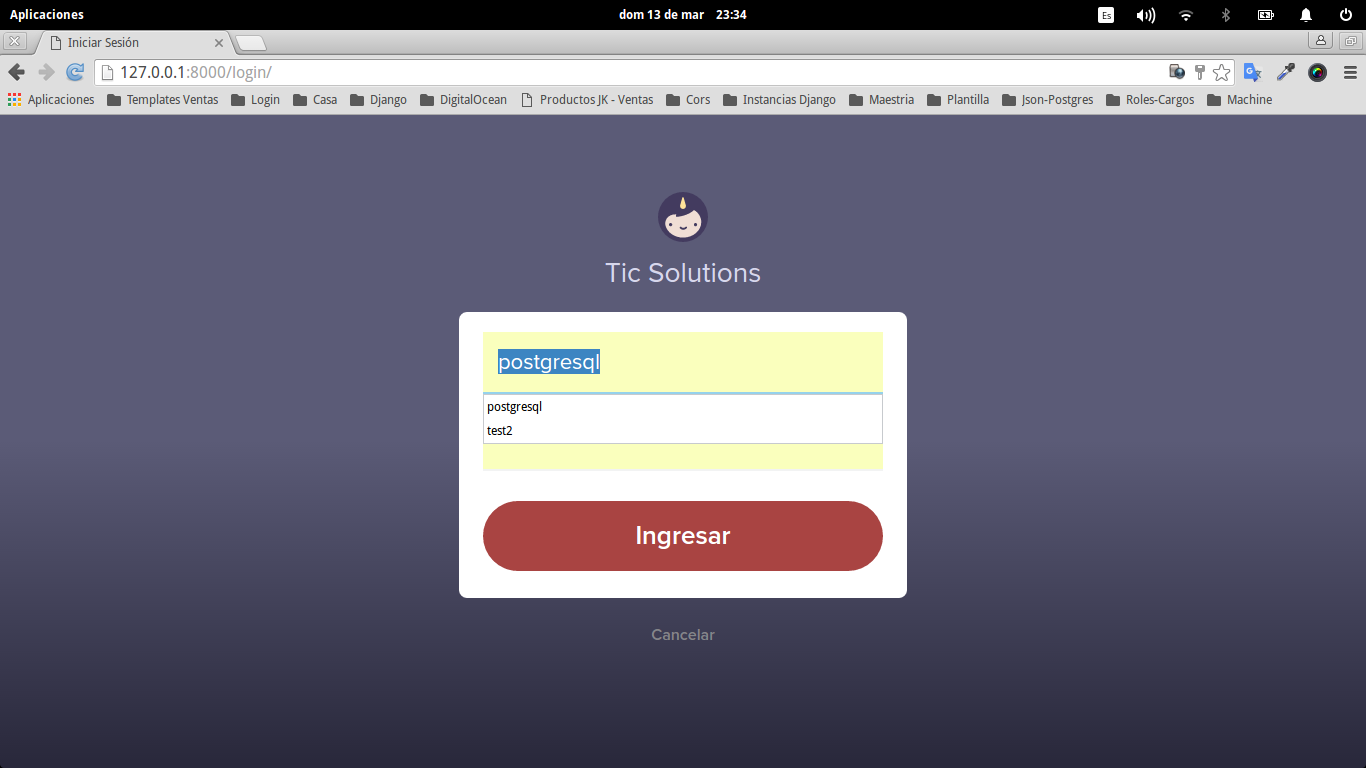 Aplicaciones dom 13 de mar 23:34 Es
Iniciar Sesión
127.0.0.1:8000/login/
Aplicaciones Templates Ventas Login Casa Django DigitalOcean Productos JK - Ventas Cors Instancias Django Maestria Plantilla Json-Postgres Roles-Cargos Machine
Tic Solutions
postgresql
postgresql
test2
Ingresar
Cancelar